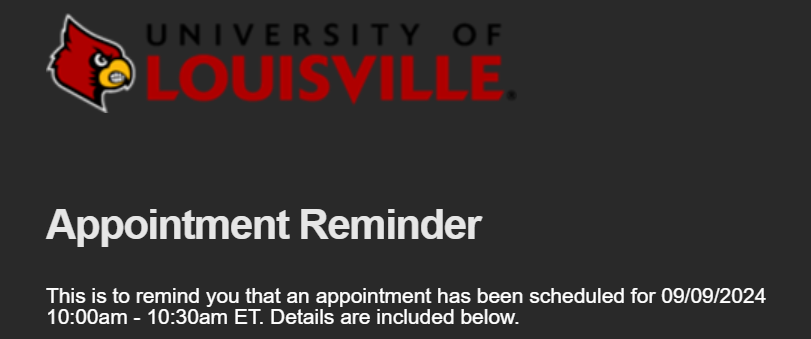 UNIVERSITY OF
LOUISVILLE.
Appointment Reminder
This is to remind you that an appointment has been scheduled for 09/09/2024
10:00am - 10:30am ET. Details are included below.